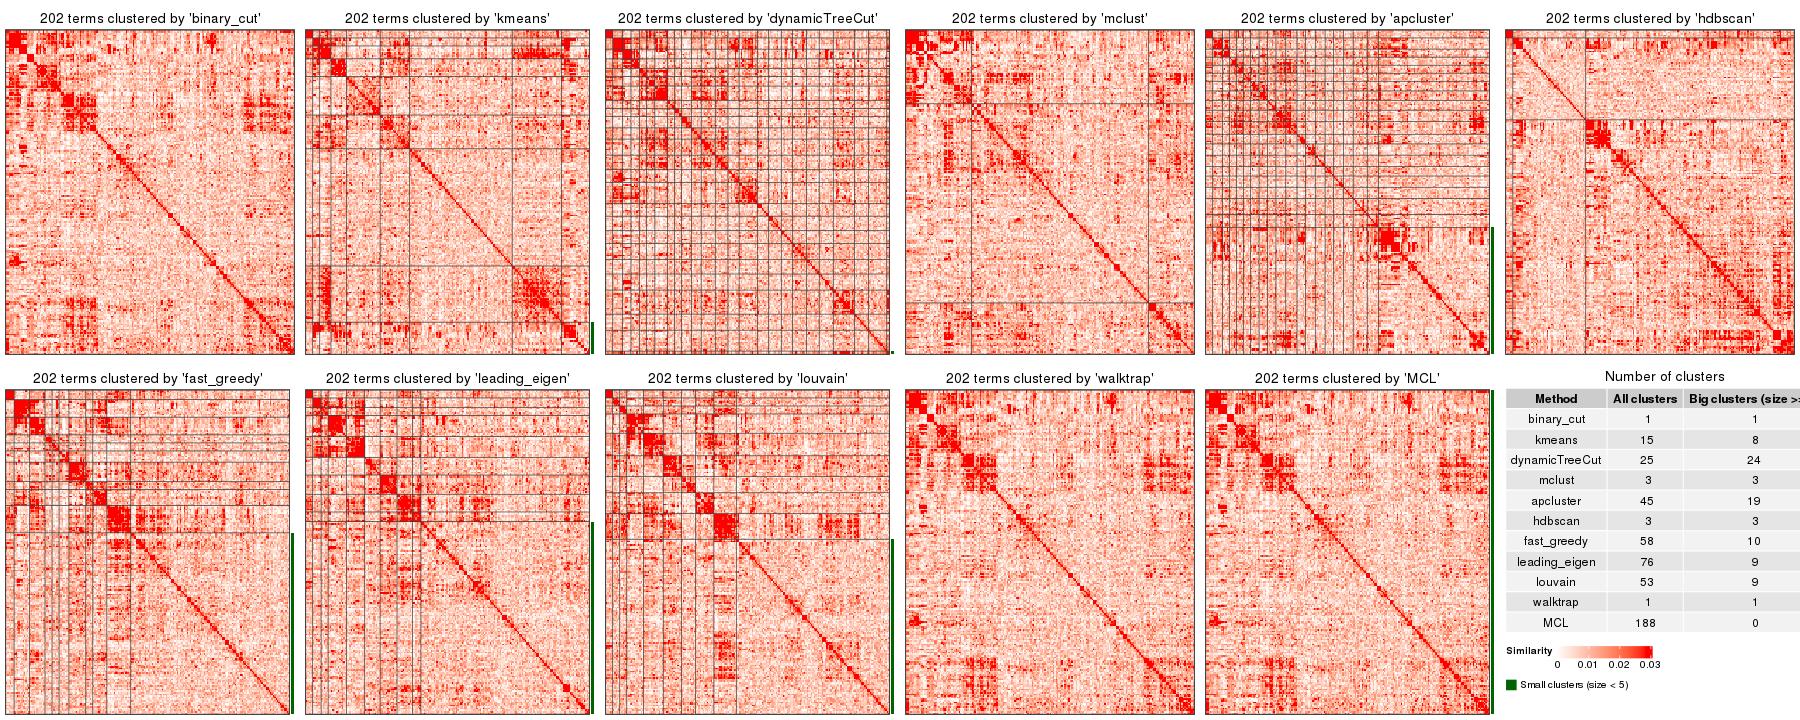 202 terms clustered by 'binary_cut'
202 terms clustered by 'kmeans'
202 terms clustered by 'dynamicTreeCut'
202 terms clustered by 'mclust'
202 terms clustered by 'apcluster'
202 terms clustered by 'hdbscan'
202 terms clustered by 'fast_greedy'
202 terms clustered by 'leading_eigen'
202 terms clustered by 'louvain'
202 terms clustered by 'walktrap'
202 terms clustered by 'MCL'
Number of clusters
Method All clusters Big clusters (size >=
binary_cut 1 1
kmeans 15 8
dynamicTreeCut 25 24
mclust 3 3
apcluster 45 19
hdbscan 3 3
fast_greedy 58 10
leading_eigen 76 9
louvain 53 9
walktrap 1 1
MCL 188 0
Similarity
0 0.01 0.02 0.03
Small clusters (size < 5)